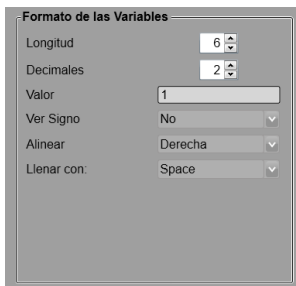 Formato de las Variables
Longitud 6
Decimales 2
Valor 1
Ver Signo No
Alinear Derecha
Llenar con: Space